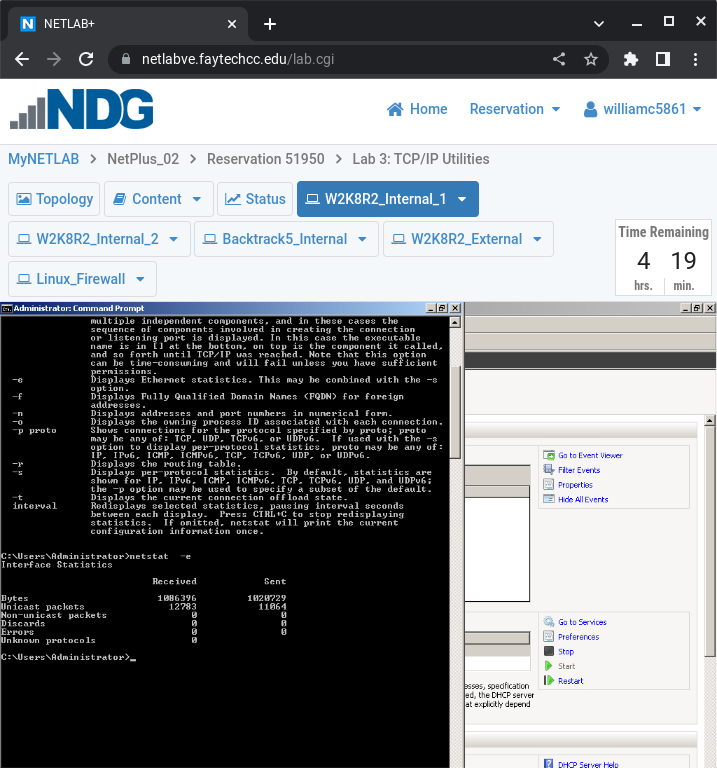 NETLAB+
netlabve.faytechcc.edu/lab.cgi
NDG
Home
Reservation
williamc5861
MyNETLAB > NetPlus_02 > Reservation 51950 > Lab 3: TCP/IP Utilities
Topology
Content
Status
W2K8R2_Internal_1
W2K8R2_Internal_2
Backtrack5_Internal
W2K8R2_External
Linux_Firewall
Time Remaining
4 19
hrs. min.
Administrator: Command Prompt
multiple independent components, and in these cases the
sequence of components involved in creating the connection
or listening port is displayed. In this case the executable
name is in [] at the bottom, on top is the component it called,
and so forth until TCP/IP was reached. Note that this option
can be time-consuming and will fail unless you have sufficient
permissions.
-e Displays Ethernet statistics. This may be combined with the -s
option.
-f Displays Fully Qualified Domain Names (FQDN) for foreign
addresses.
-n Displays addresses and port numbers in numerical form.
-o Displays the owning process ID associated with each connection.
-p proto Shows connections for the protocol specified by proto; proto
may be any of: TCP, UDP, TCPv6, or UDPv6. If used with the -s
option to display per-protocol statistics, proto may be any of:
IP, IPv6, ICMP, ICMPv6, TCP, TCPv6, UDP, or UDPv6.
-r Displays the routing table.
-s Displays per-protocol statistics. By default, statistics are
shown for IP, IPv6, ICMP, ICMPv6, TCP, TCPv6, UDP, and UDPv6;
the -p option may be used to specify a subset of the default.
-t Displays the current connection offload state.
interval Redisplays selected statistics, pausing interval seconds
between each display. Press CTRL+C to stop redisplaying
statistics. If omitted, netstat will print the current
configuration information once.
C:\Users\Administrator>netstat -e
Interface Statistics
Received Sent
Bytes 1086396 1020729
Unicast packets 12783 11064
Non-unicast packets 0 0
Discards 0 0
Errors 0 0
Unknown protocols 0
C:\Users\Administrator>_
Go to Event Viewer
Filter Events
Properties
Hide All Events
Go to Services
Preferences
Stop
Start
Restart
esses, specification
ed, the DHCP server
at explicitly depend
DHCP Server Help